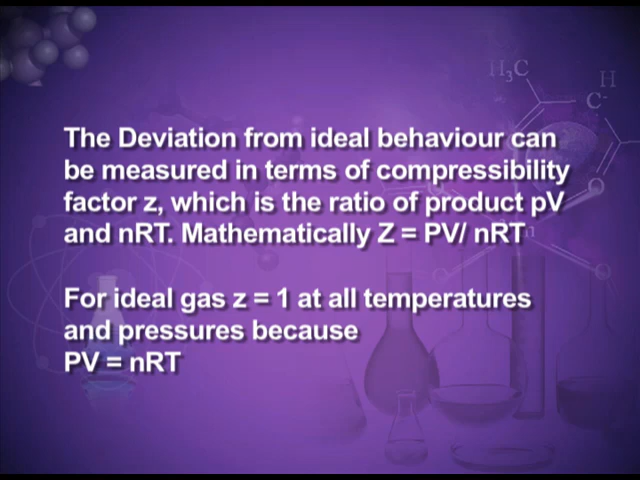 H₃C
H
C
The Deviation from ideal behaviour can
be measured in terms of compressibility
factor z, which is the ratio of product pV
and nRT. Mathematically Z = PV/ nRT
For ideal gas z = 1 at all temperatures
and pressures because
PV = nRT